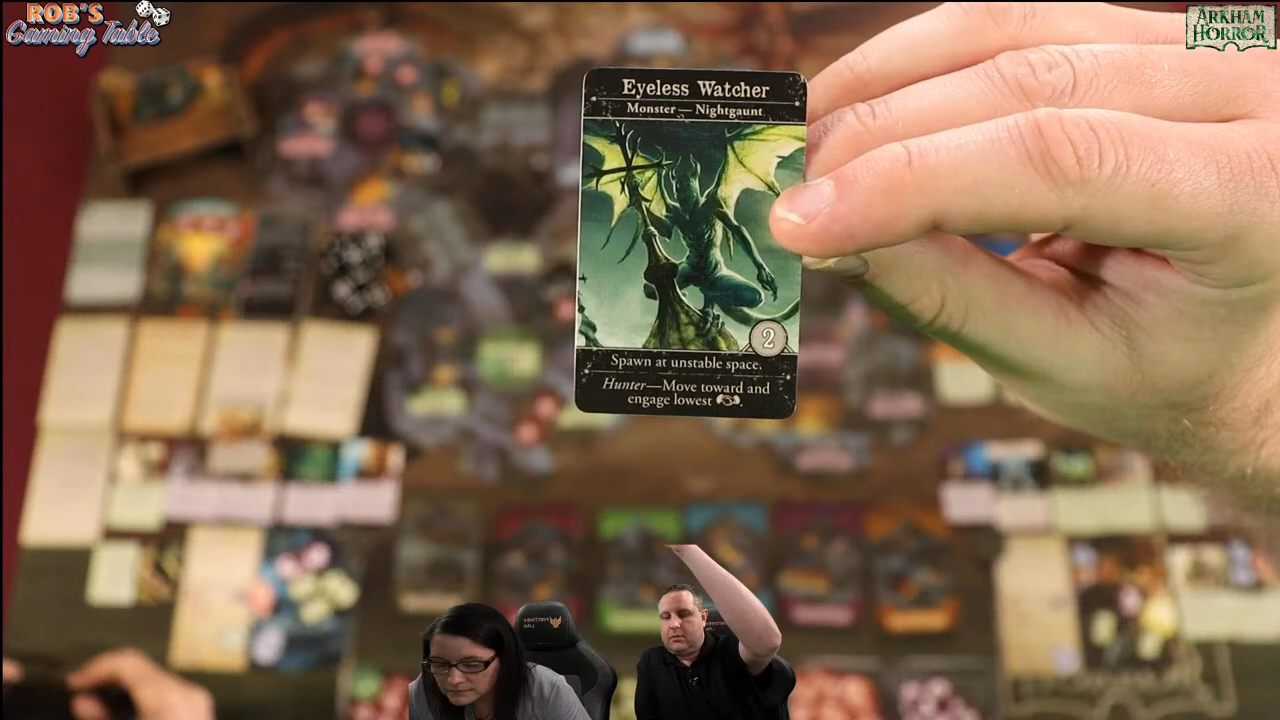 ROB'S
Gaming Table
ARKHAM
HORROR
Eyeless Watcher
Monster — Nightgaunt
2
Spawn at unstable space.
Hunter—Move toward and
engage lowest